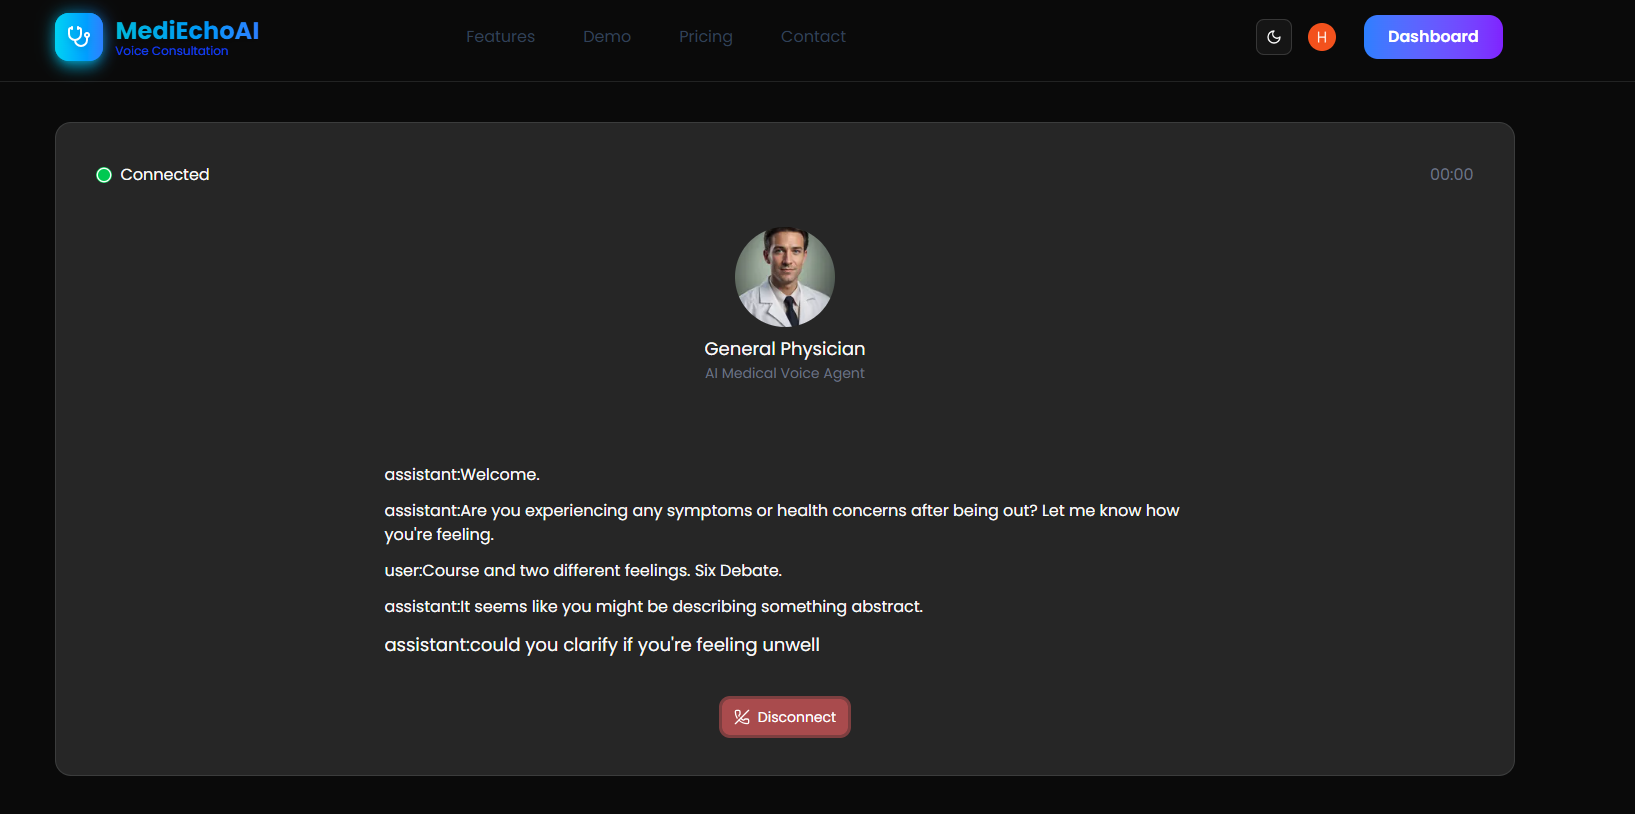 MediEchoAI
Voice Consultation
Features
Demo
Pricing
Contact
H
Dashboard
Connected
00:00
General Physician
AI Medical Voice Agent
assistant:Welcome.
assistant:Are you experiencing any symptoms or health concerns after being out? Let me know how
you're feeling.
user:Course and two different feelings. Six Debate.
assistant:It seems like you might be describing something abstract.
assistant:could you clarify if you're feeling unwell
Disconnect